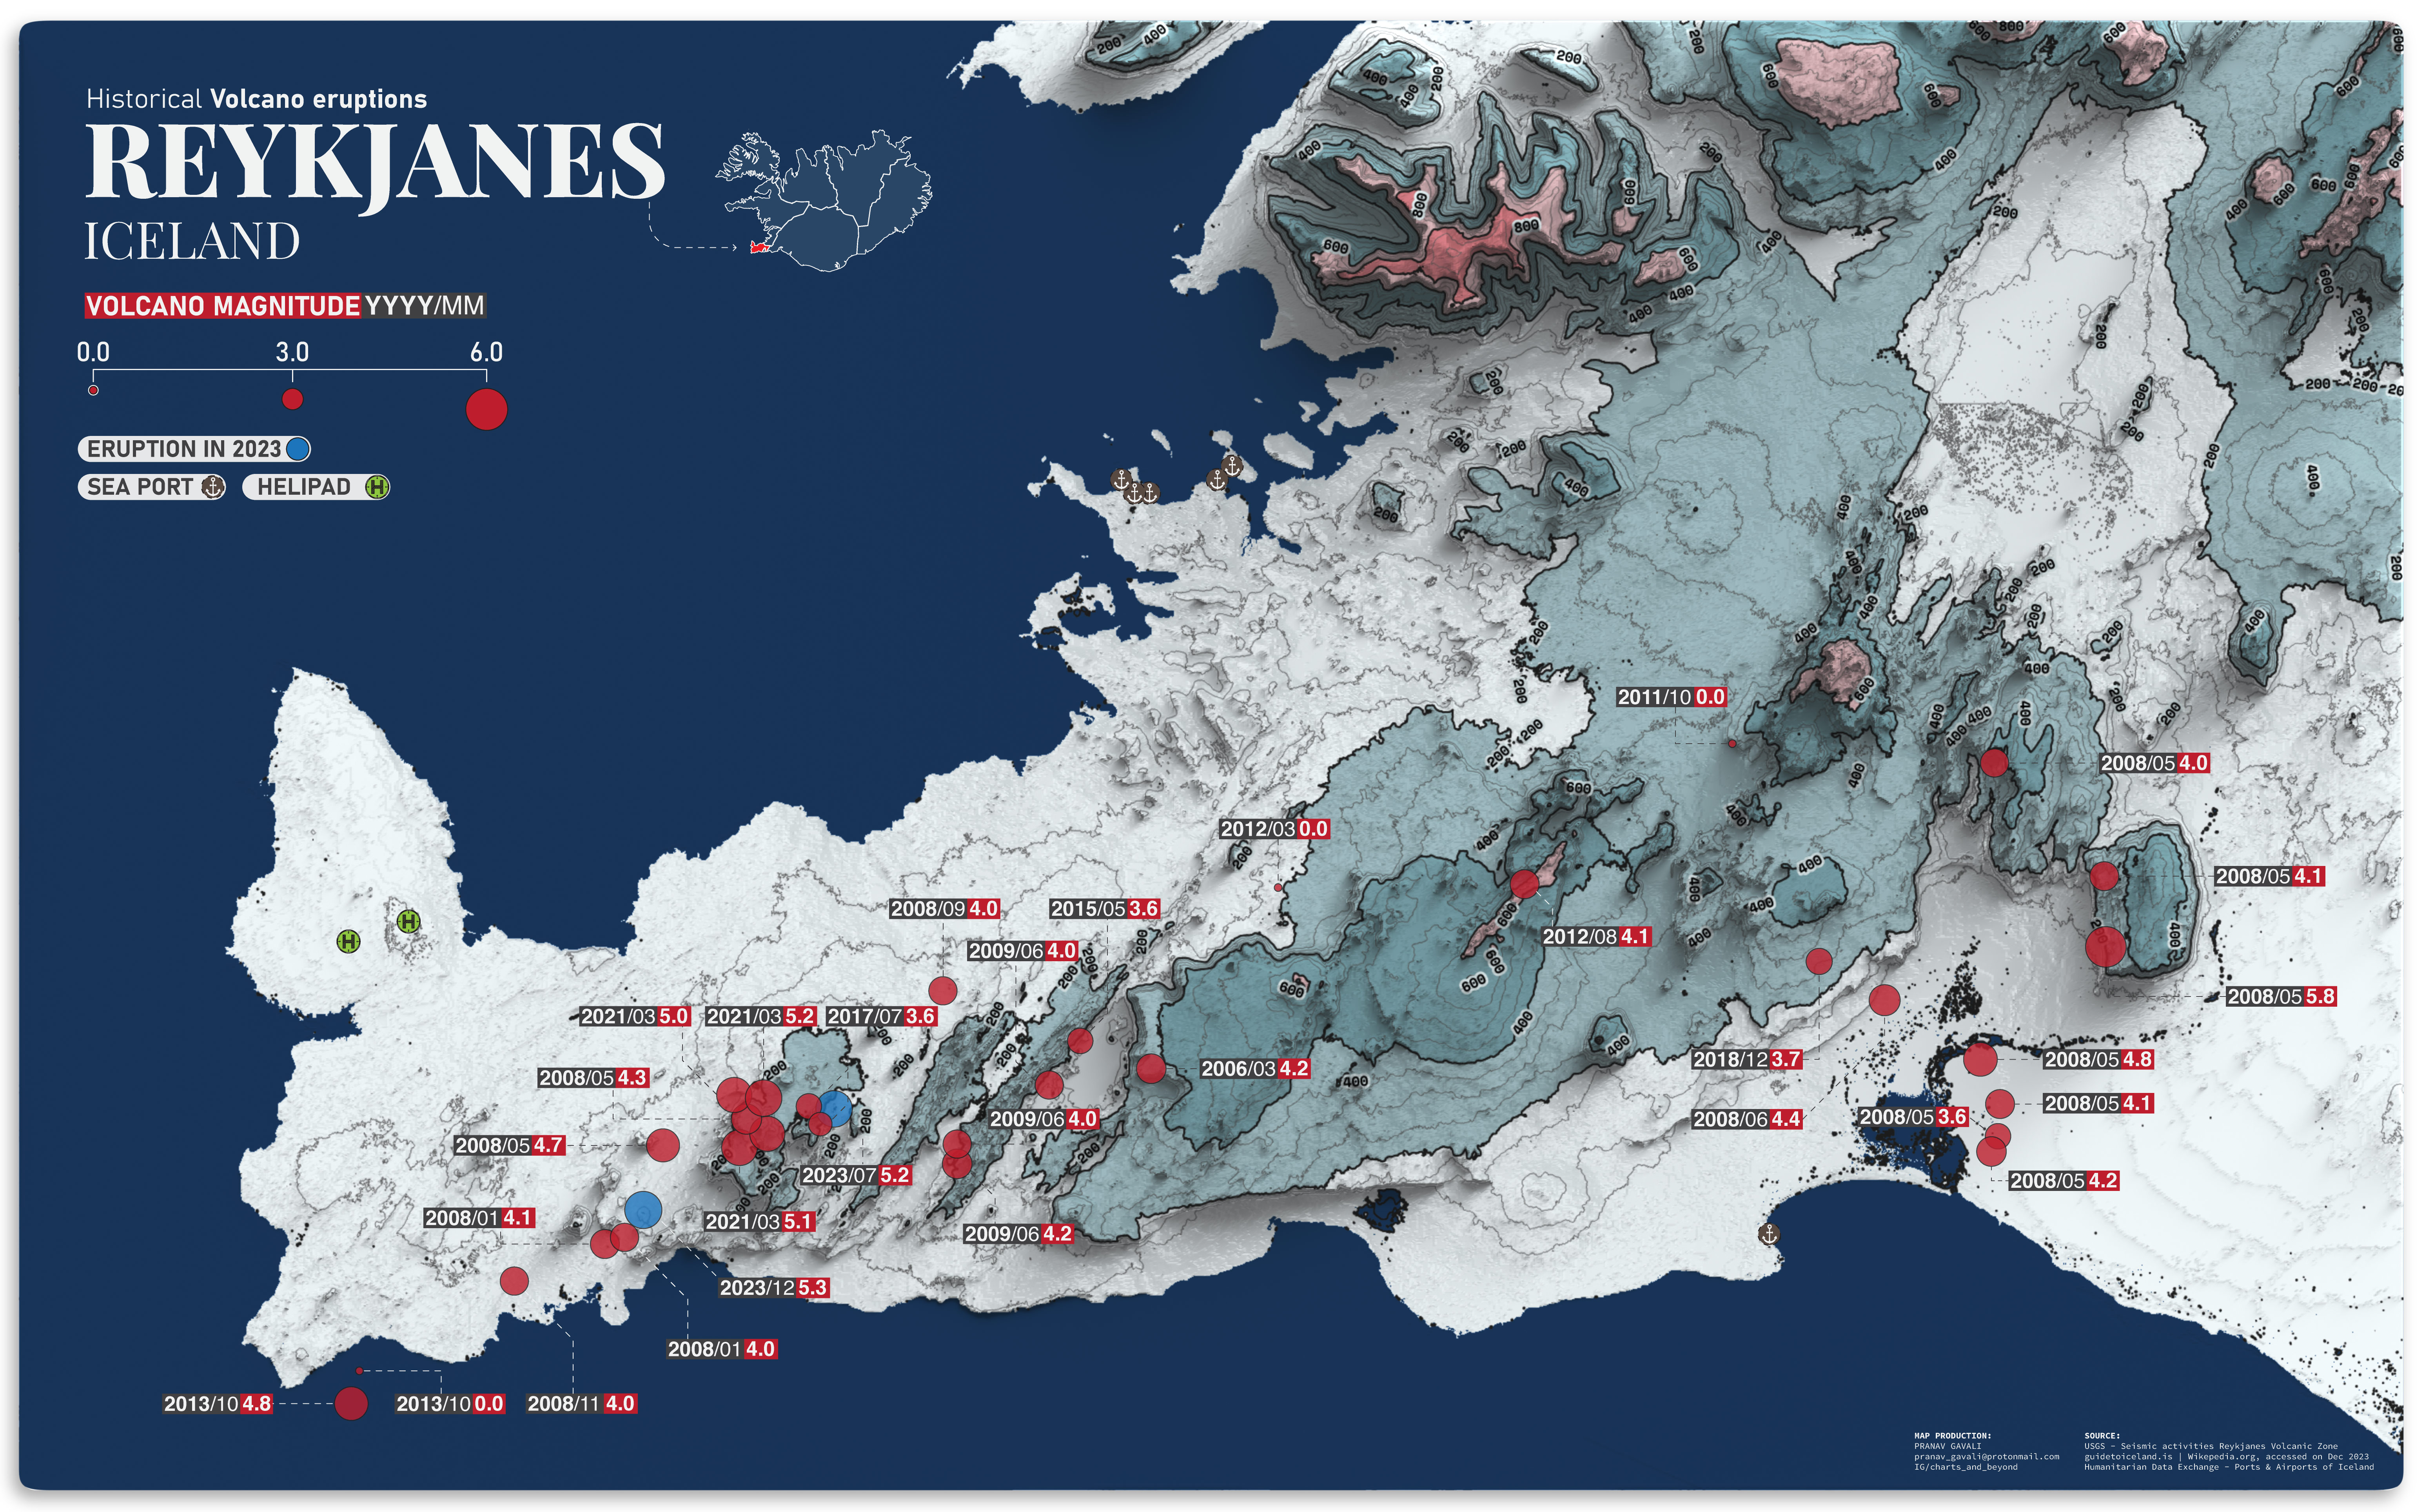 Historical Volcano eruptions
REYKJANES
ICELAND
VOLCANO MAGNITUDE YYYY/MM
0.0 3.0 6.0
ERUPTION IN 2023
SEA PORT
HELIPAD H
H
H
2011/10 0.0
2008/05 4.0
2012/03 0.0
2008/05 4.1
2008/09 4.0
2015/05 3.6
2012/08 4.1
2009/06 4.0
2008/05 5.8
2021/03 5.0
2021/03 5.2
2017/07 3.6
2018/12 3.7
2008/05 4.8
2006/03 4.2
2008/05 4.3
2008/05 4.1
2009/06 4.0
2008/06 4.4
2008/05 3.6
2008/05 4.7
2023/07 5.2
2008/05 4.2
2008/01 4.1
2021/03 5.1
2009/06 4.2
2023/12 5.3
2008/01 4.0
2013/10 4.8
2013/10 0.0
2008/11 4.0
200
400
600
800
MAP PRODUCTION:
PRANAV GAVALI
pranav_gavali@protonmail.com
IG/charts_and_beyond
SOURCE:
USGS - Seismic activities Reykjanes Volcanic Zone
guidetoiceland.is | Wikepedia.org, accessed on Dec 2023
Humanitarian Data Exchange - Ports & Airports of Iceland